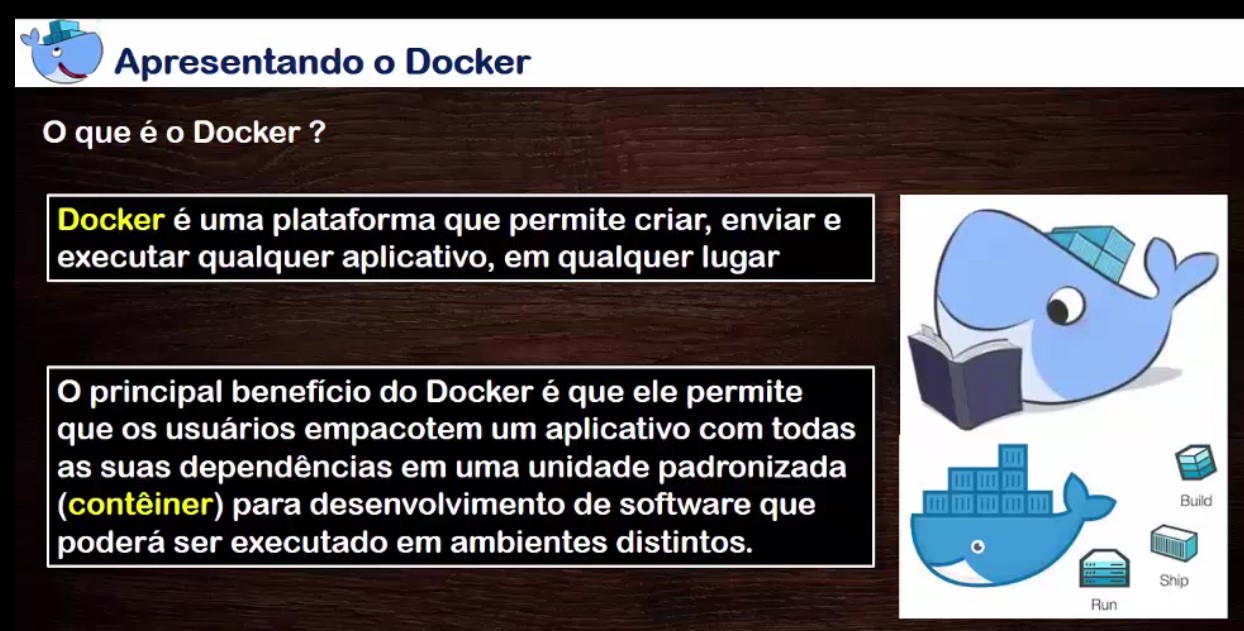 Apresentando o Docker
O que é o Docker ?
Docker é uma plataforma que permite criar, enviar e
executar qualquer aplicativo, em qualquer lugar
O principal benefício do Docker é que ele permite
que os usuários empacotem um aplicativo com todas
as suas dependências em uma unidade padronizada
(contêiner) para desenvolvimento de software que
poderá ser executado em ambientes distintos.
Build
Ship
Run